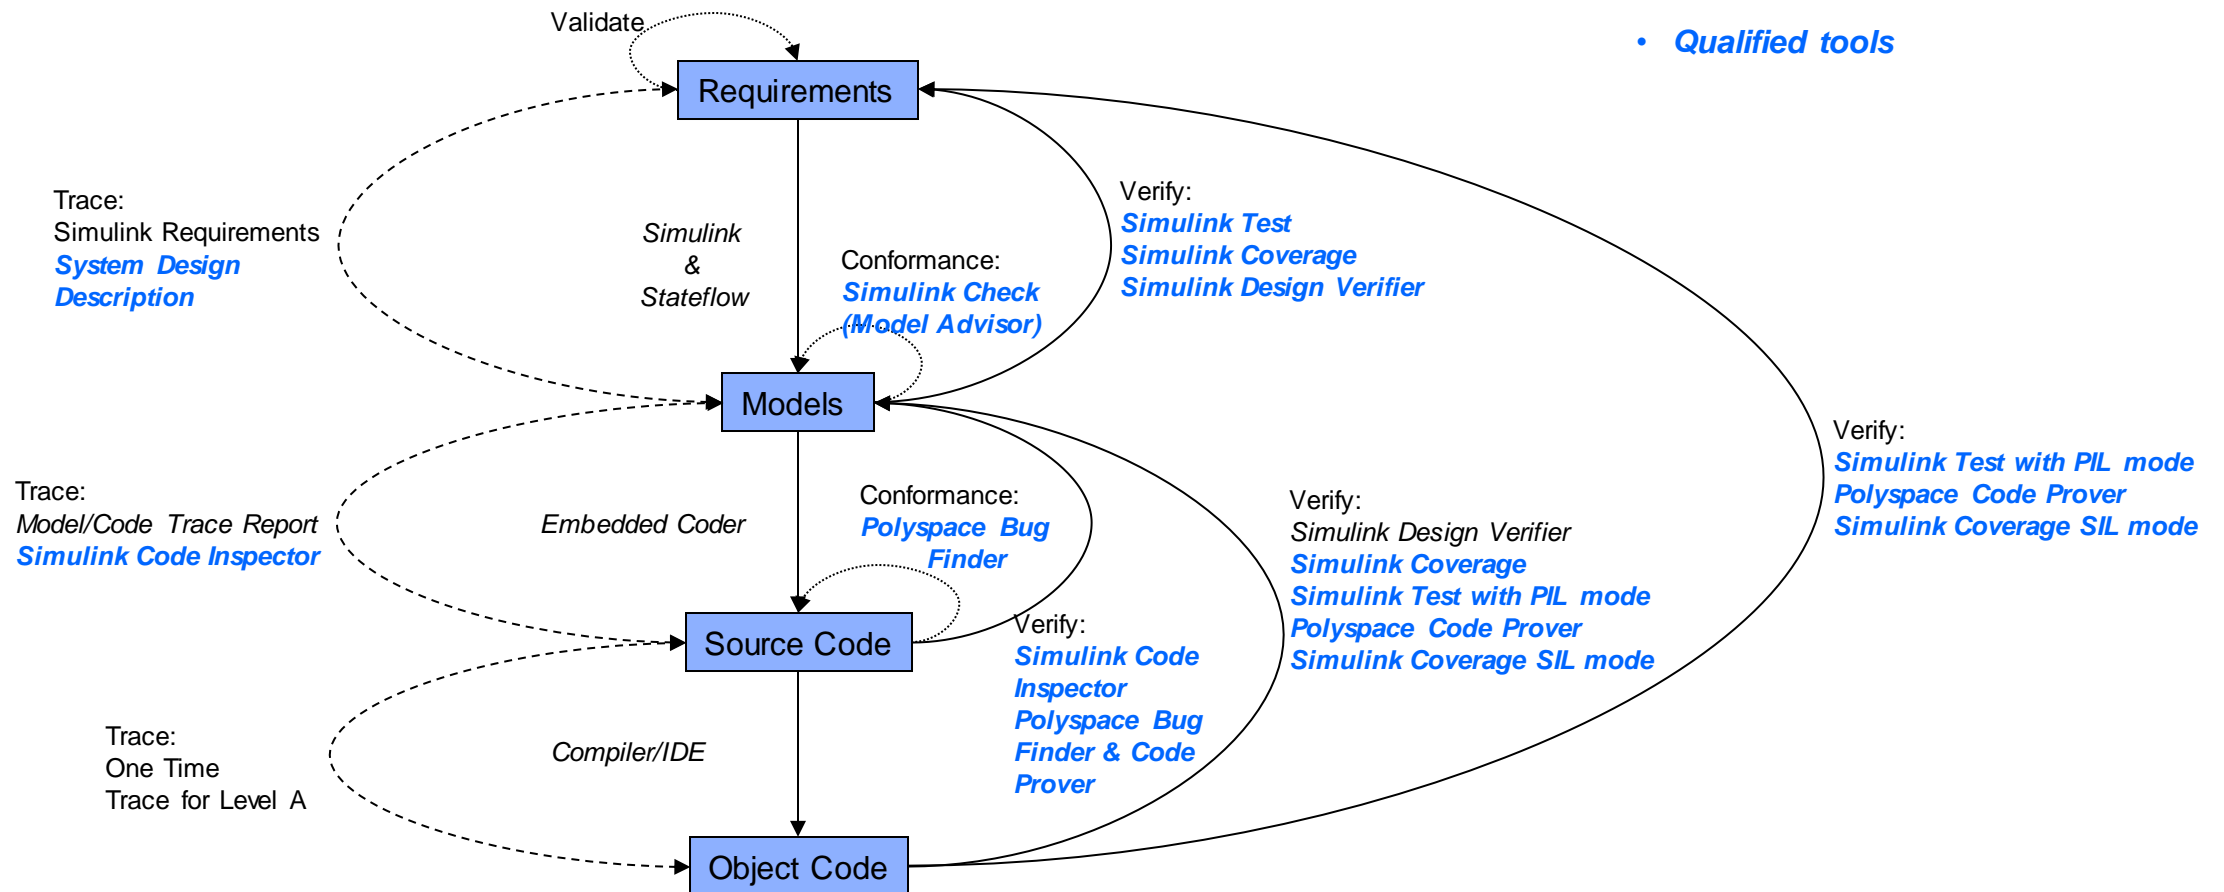 Validate
• Qualified tools
Requirements
Trace:
Simulink Requirements
System Design
Description
Simulink
&
Stateflow
Conformance:
Simulink Check
(Model Advisor)
Verify:
Simulink Test
Simulink Coverage
Simulink Design Verifier
Models
Trace:
Model/Code Trace Report
Simulink Code Inspector
Embedded Coder
Conformance:
Polyspace Bug
Finder
Verify:
Simulink Design Verifier
Simulink Coverage
Simulink Test with PIL mode
Polyspace Code Prover
Simulink Coverage SIL mode
Verify:
Simulink Test with PIL mode
Polyspace Code Prover
Simulink Coverage SIL mode
Source Code
Verify:
Simulink Code
Inspector
Polyspace Bug
Finder & Code
Prover
Trace:
One Time
Trace for Level A
Compiler/IDE
Object Code